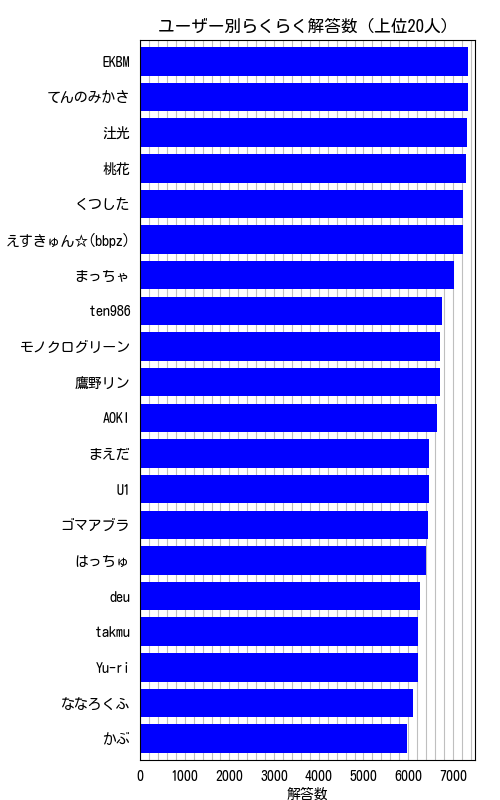 ユーザー別らくらく解答数 (上位20人)
EKBM
てんのみかさ
汢光
桃花
くつした
えすきゅん☆(bbpz)
まっちゃ
ten986
モノクログリーン
鷹野リン
AOKI
まえだ
U1
ゴマアブラ
はっちゅ
deu
takmu
Yu-ri
ななろくふ
かぶ
0 1000 2000 3000 4000 5000 6000 7000
解答数